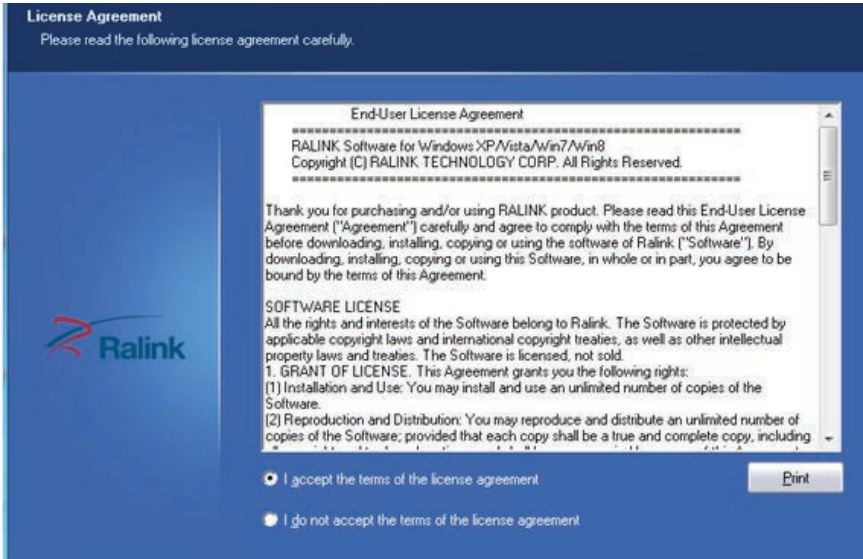 License Agreement
Please read the following license agreement carefully.
End-User License Agreement
===========================================================
RALINK Software for Windows XP/Vista/Win7/Win8
Copyright (C) RALINK TECHNOLOGY CORP. All Rights Reserved.
===========================================================
Thank you for purchasing and/or using RALINK product. Please read this End-User License
Agreement ("Agreement") carefully and agree to comply with the terms of this Agreement
before downloading, installing, copying or using the software of Ralink ("Software"). By
downloading, installing, copying or using this Software, in whole or in part, you agree to be
bound by the terms of this Agreement.
SOFTWARE LICENSE
All the rights and interests of the Software belong to Ralink. The Software is protected by
applicable copyright laws and international copyright treaties, as well as other intellectual
property laws and treaties. The Software is licensed, not sold.
1. GRANT OF LICENSE. This Agreement grants you the following rights:
(1) Installation and Use: You may install and use an unlimited number of copies of the
Software.
(2) Reproduction and Distribution: You may reproduce and distribute an unlimited number of
copies of the Software; provided that each copy shall be a true and complete copy, including
Ralink
I accept the terms of the license agreement
Print
I do not accept the terms of the license agreement